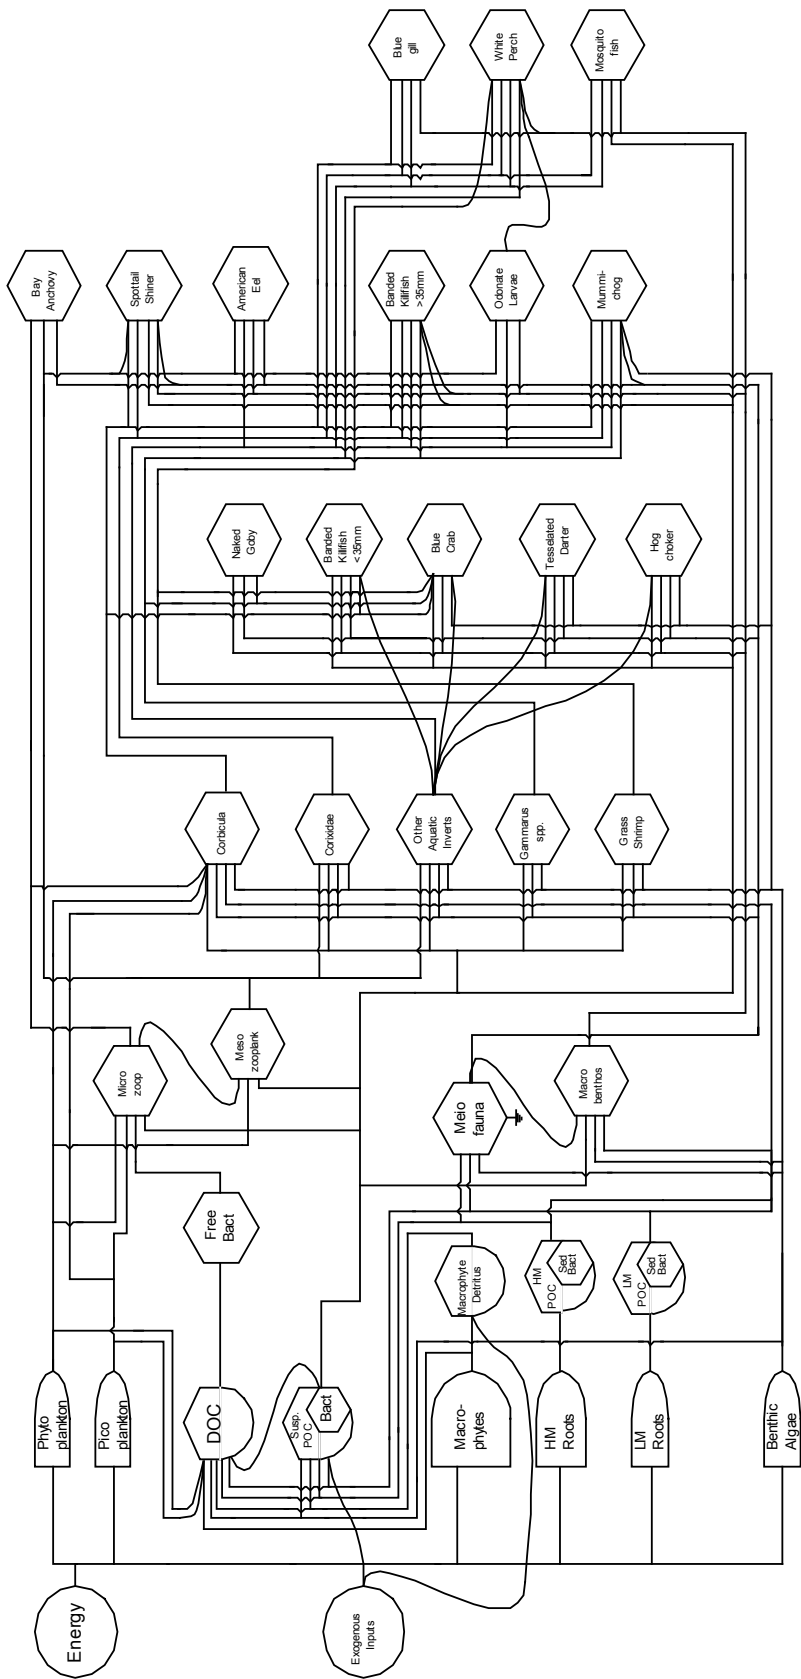 Blue
gill
White
Perch
Mosquito
fish
Bay
Anchovy
Spottail
Shiner
American
Eel
Banded
Killifish
>35mm
Odonate
Larvae
Mummi-
chog
Naked
Goby
Banded
Killifish
<35mm
Blue
Crab
Tesselated
Darter
Hog
choker
Corbicula
Corixidae
Other
Aquatic
Inverts
Gammarus
spp.
Grass
Shrimp
Micro
zoop
Meso
zooplank
Meio
fauna
Macro
benthos
Free
Bact
Macrophyte
Detritus
HM
POC
Sed
Bact
LM
POC
Sed
Bact
Phyto
plankton
Pico
plankton
DOC
Susp.
POC
Bact
Macro-
phytes
HM
Roots
LM
Roots
Benthic
Algae
Energy
Exogenous
Inputs